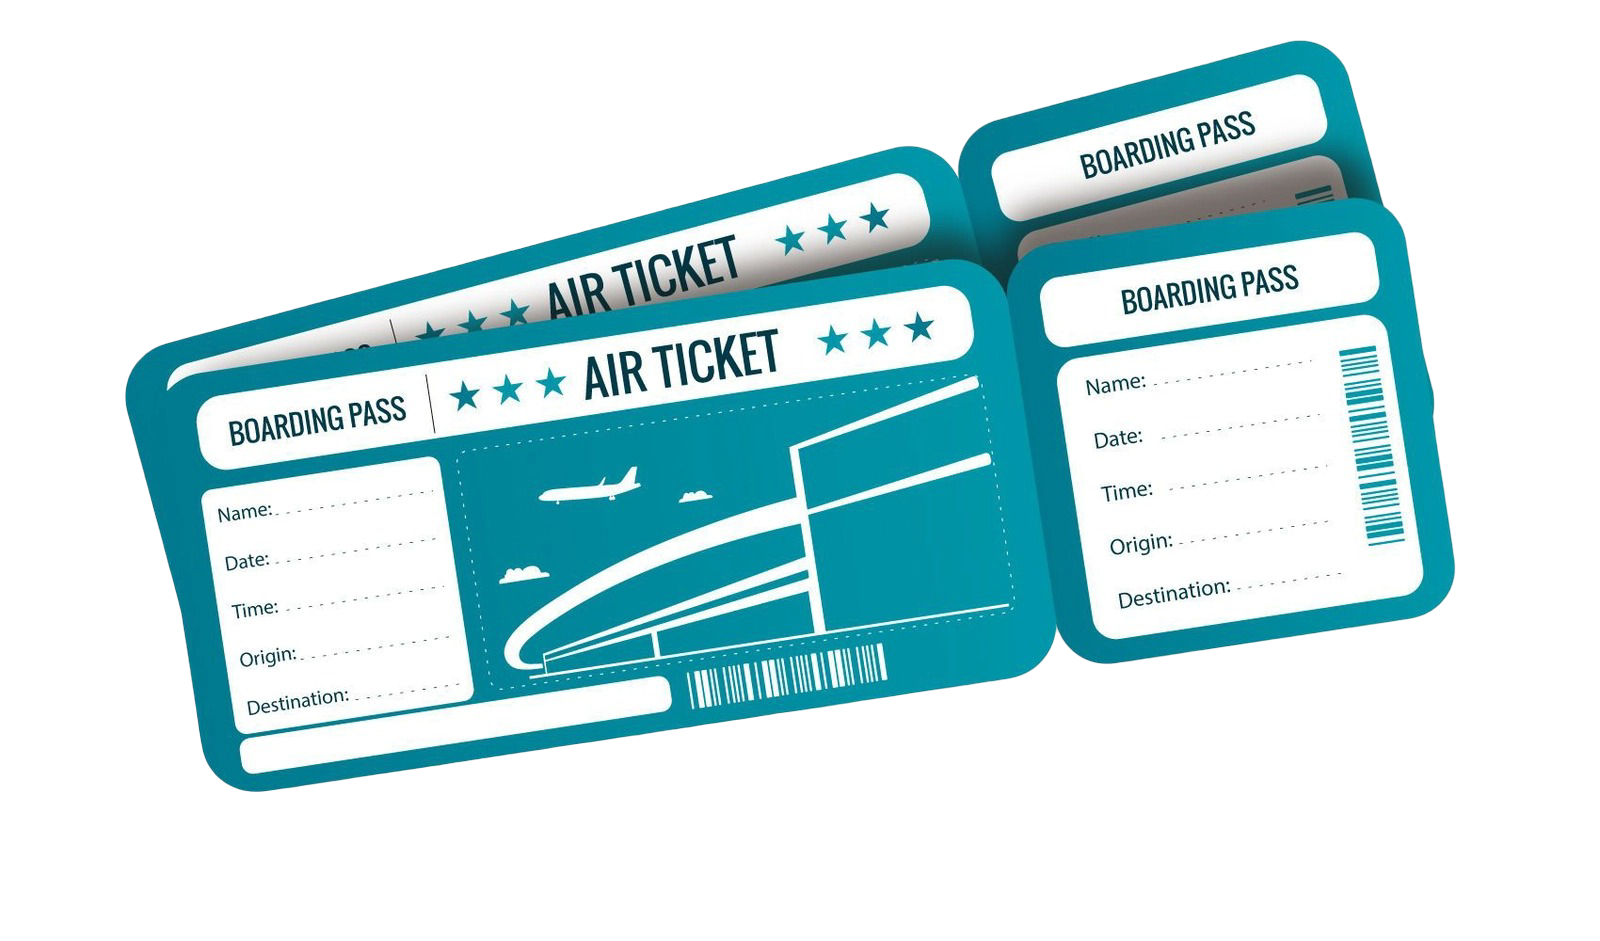 BOARDING PASS
AIR TICKET
BOARDING PASS
AIR TICKET
Name:
Date:
Time:
Origin:
Destination:
BOARDING PASS
Name:
Date:
Time:
Origin:
Destination: